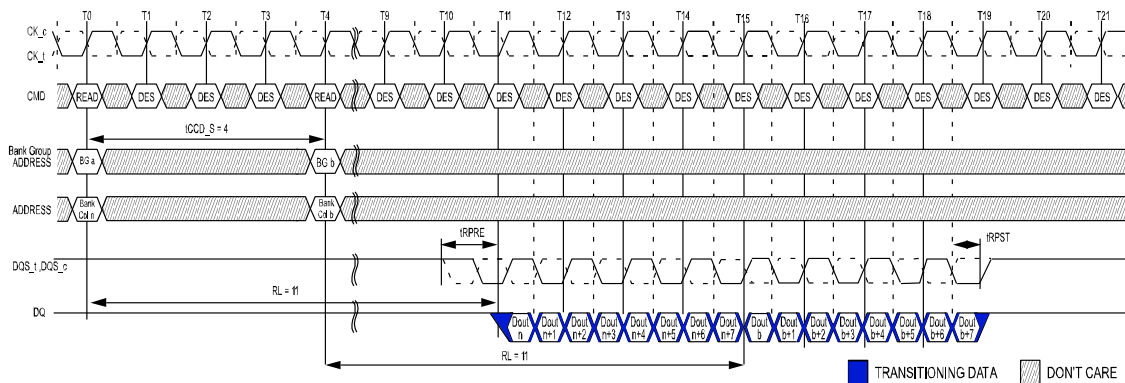 T0 T1 T2 T3 T4 T9 T10 T11 T12 T13 T14 T15 T16 T17 T18 T19 T20 T21
CK_c
CK_t
CMD READ DES DES DES READ DES DES DES DES DES DES DES DES DES DES DES DES DES
tCCD_S = 4
Bank Group
ADDRESS BG a BG b
ADDRESS Bank Col n Bank Col b
tRPRE tRPST
DQS_t ,DQS_c
RL = 11
DQ Dout n Dout n+1 Dout n+2 Dout n+3 Dout n+4 Dout n+5 Dout n+6 Dout n+7 Dout b Dout b+1 Dout b+2 Dout b+3 Dout b+4 Dout b+5 Dout b+6 Dout b+7
RL = 11
TRANSITIONING DATA DON'T CARE